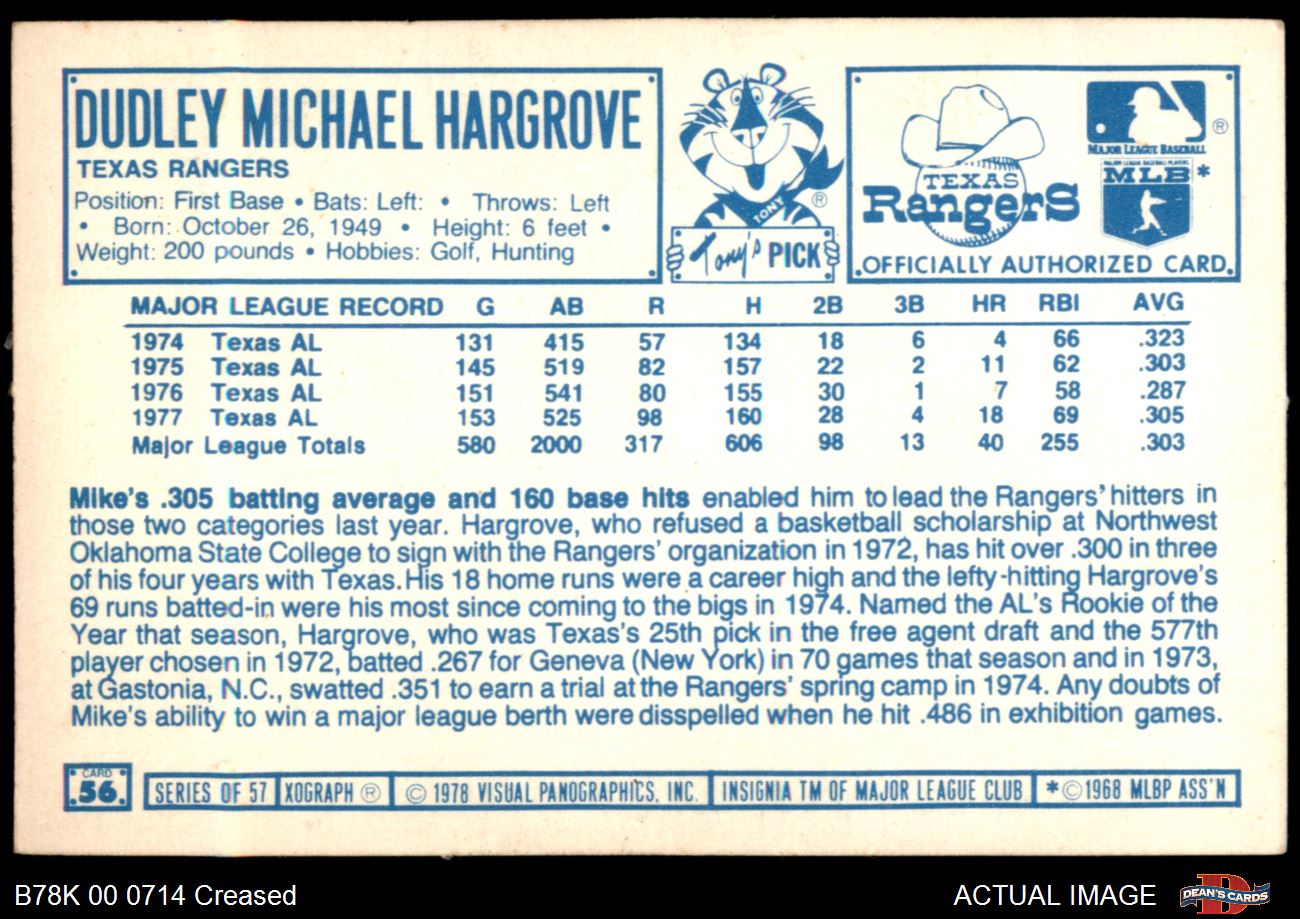 DUDLEY MICHAEL HARGROVE
TEXAS RANGERS
Position: First Base • Bats: Left: • Throws: Left
• Born: October 26, 1949 • Height: 6 feet •
Weight: 200 pounds • Hobbies: Golf, Hunting
TONY
®
Tony's PICK
TEXAS
Rangers
®
MAJOR LEAGUE BASEBALL
MAJOR LEAGUE BASEBALL PLAYERS
MLB*
OFFICIALLY AUTHORIZED CARD
MAJOR LEAGUE RECORD G AB R H 2B 3B HR RBI AVG
1974 Texas AL 131 415 57 134 18 6 4 66 .323
1975 Texas AL 145 519 82 157 22 2 11 62 .303
1976 Texas AL 151 541 80 155 30 1 7 58 .287
1977 Texas AL 153 525 98 160 28 4 18 69 .305
Major League Totals 580 2000 317 606 98 13 40 255 .303
Mike's .305 batting average and 160 base hits enabled him to lead the Rangers' hitters in
those two categories last year. Hargrove, who refused a basketball scholarship at Northwest
Oklahoma State College to sign with the Rangers' organization in 1972, has hit over .300 in three
of his four years with Texas. His 18 home runs were a career high and the lefty-hitting Hargrove's
69 runs batted-in were his most since coming to the bigs in 1974. Named the AL's Rookie of the
Year that season, Hargrove, who was Texas's 25th pick in the free agent draft and the 577th
player chosen in 1972, batted .267 for Geneva (New York) in 70 games that season and in 1973,
at Gastonia, N.C., swatted .351 to earn a trial at the Rangers' spring camp in 1974. Any doubts of
Mike's ability to win a major league berth were disspelled when he hit .486 in exhibition games.
CARD
56
SERIES OF 57 XOGRAPH ® © 1978 VISUAL PANOGRAPHICS, INC. INSIGNIA TM OF MAJOR LEAGUE CLUB *©1968 MLBP ASS'N
B78K 00 0714 Creased
ACTUAL IMAGE
D
DEAN'S CARDS